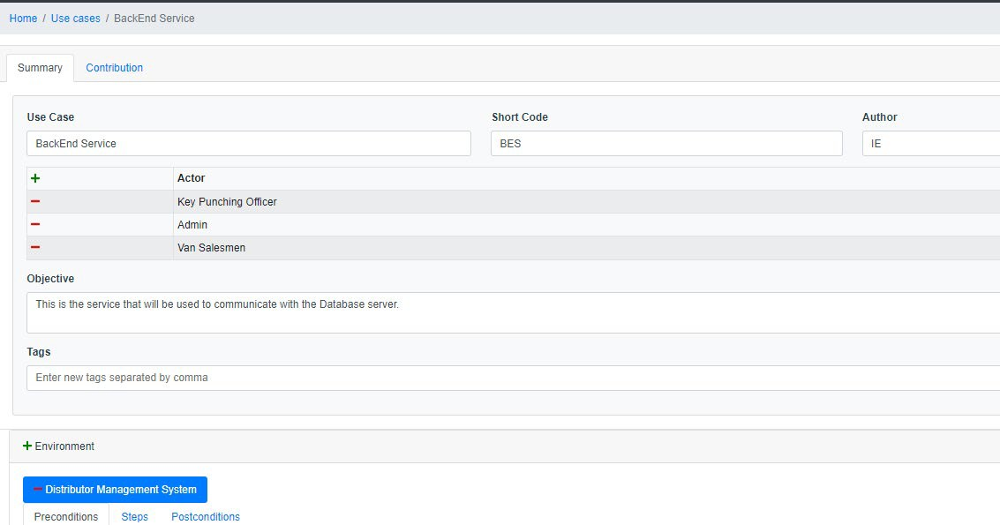 Home / Use cases / BackEnd Service
Summary Contribution
Use Case Short Code Author
BackEnd Service BES IE
Actor
Key Punching Officer
Admin
Van Salesmen
Objective
This is the service that will be used to communicate with the Database server.
Tags
Enter new tags separated by comma
Environment
Distributor Management System
Preconditions Steps Postconditions